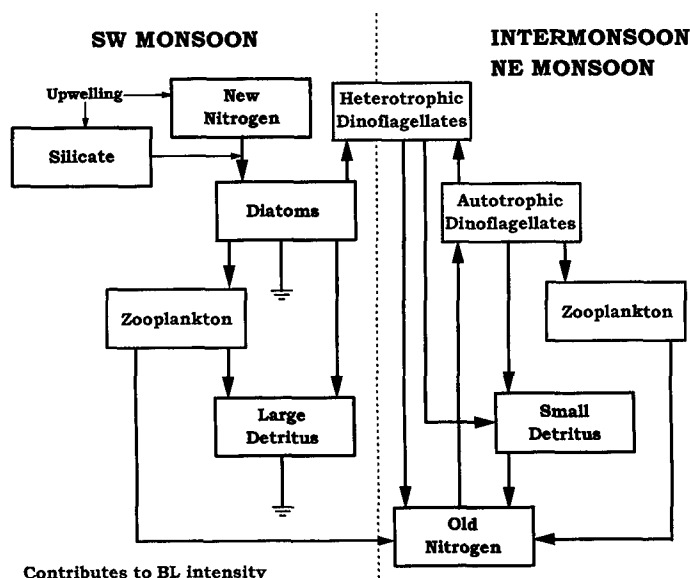 SW MONSOON
INTERMONSOON
NE MONSOON
Upwelling
New
Nitrogen
Heterotrophic
Dinoflagellates
Silicate
Diatoms
Autotrophic
Dinoflagellates
Zooplankton
Zooplankton
Large
Detritus
Small
Detritus
Old
Nitrogen
Contributes to BL intensity